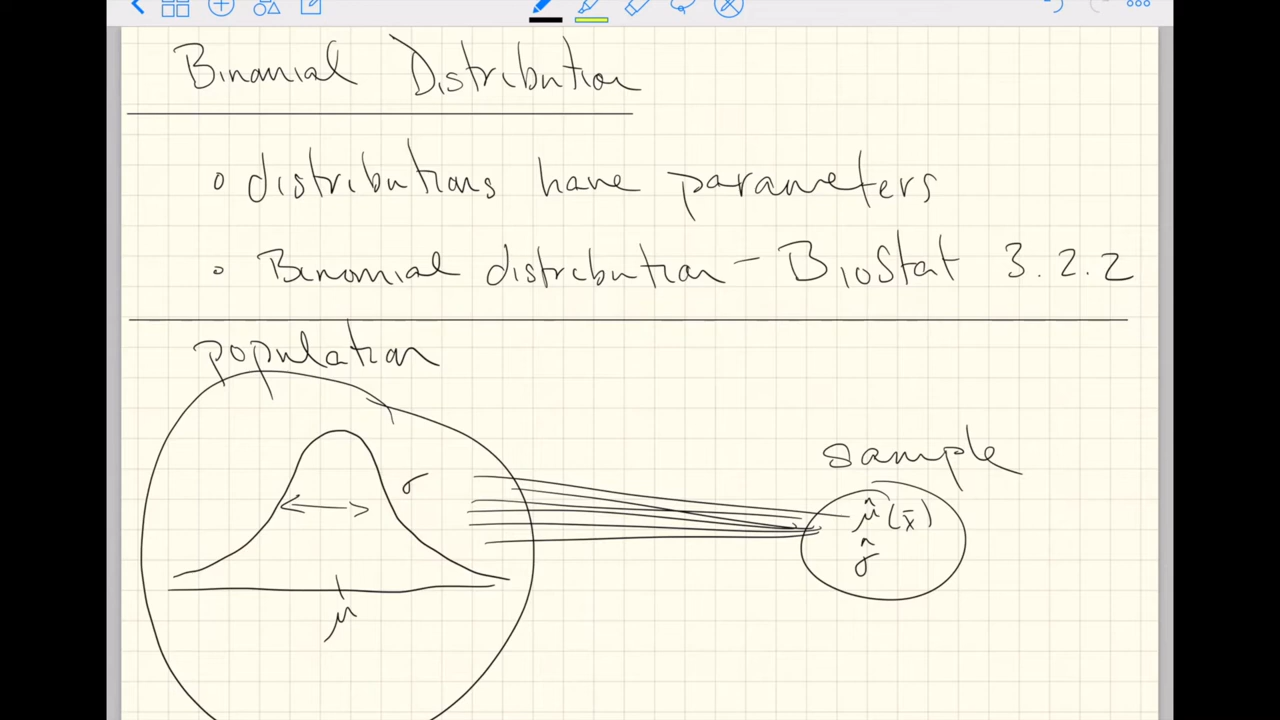 Binomial Distribution
o distributions have parameters
o Binomial distribution - BioStat 3.2.2
population
sample
σ
μ̂ (x̄)
σ̂
μ